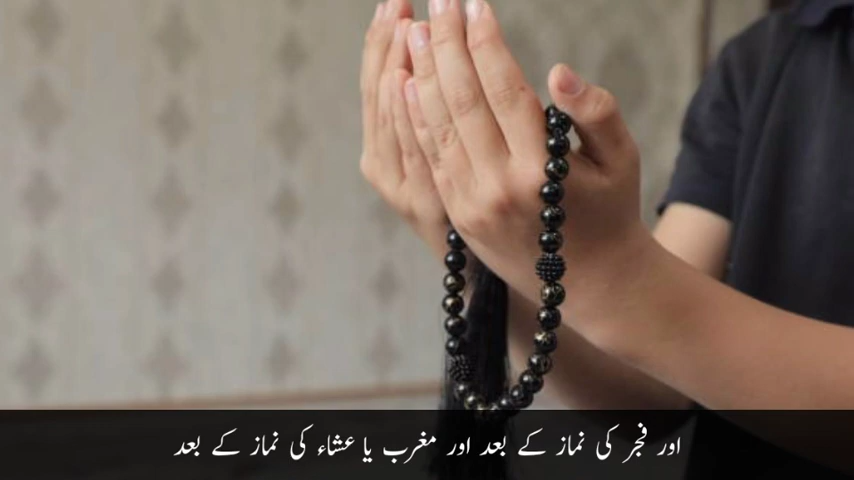 اور فجر کی نماز کے بعد اور مغرب یا عشاء کی نماز کے بعد